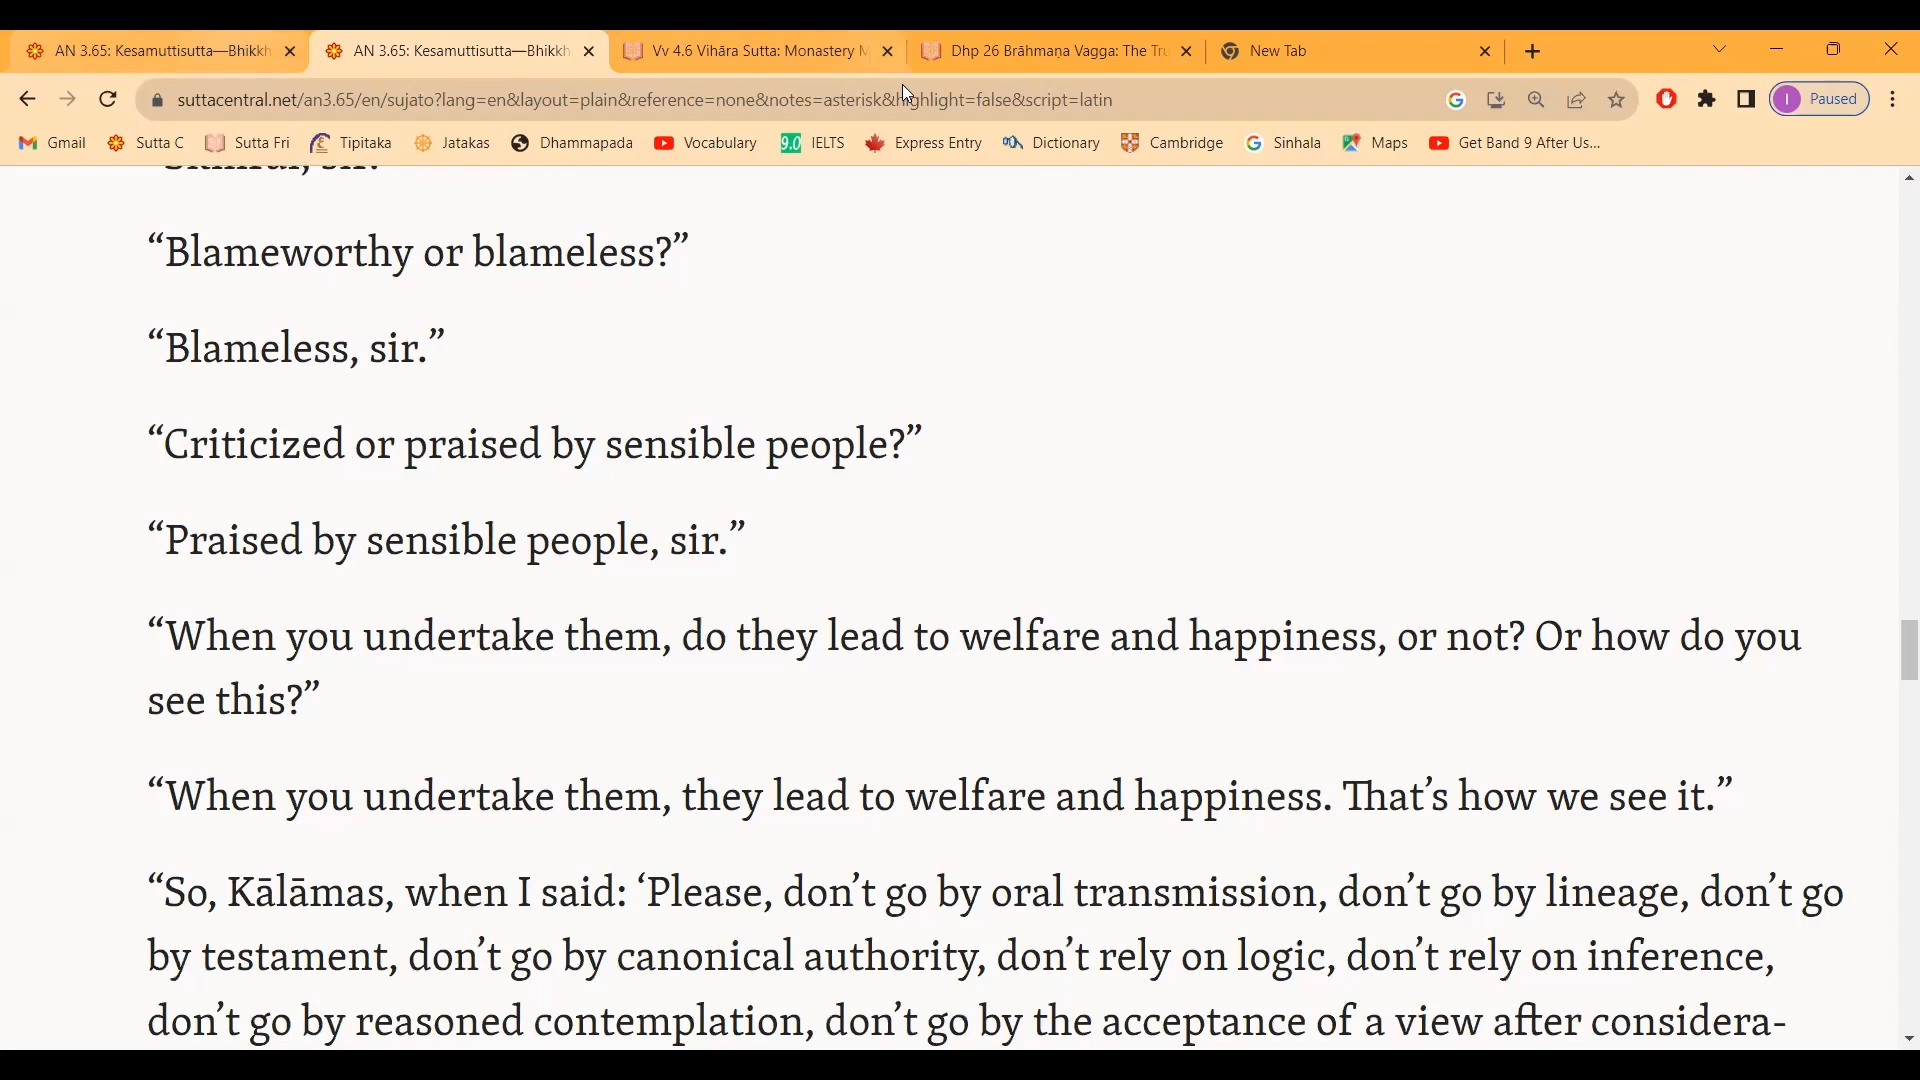 AN 3.65: Kesamuttisutta—Bhikkh
AN 3.65: Kesamuttisutta—Bhikkh
Vv 4.6 Vihāra Sutta: Monastery M
Dhp 26 Brāhmaṇa Vagga: The Tru
New Tab
suttacentral.net/an3.65/en/sujato?lang=en&layout=plain&reference=none&notes=asterisk&highlight=false&script=latin
I Paused
Gmail
Sutta C
Sutta Fri
Tipitaka
Jatakas
Dhammapada
Vocabulary
9.0 IELTS
Express Entry
Dictionary
Cambridge
Sinhala
Maps
Get Band 9 After Us...
“Blameworthy or blameless?”
“Blameless, sir.”
“Criticized or praised by sensible people?”
“Praised by sensible people, sir.”
“When you undertake them, do they lead to welfare and happiness, or not? Or how do you
see this?”
“When you undertake them, they lead to welfare and happiness. That’s how we see it.”
“So, Kālāmas, when I said: ‘Please, don’t go by oral transmission, don’t go by lineage, don’t go
by testament, don’t go by canonical authority, don’t rely on logic, don’t rely on inference,
don’t go by reasoned contemplation, don’t go by the acceptance of a view after considera-